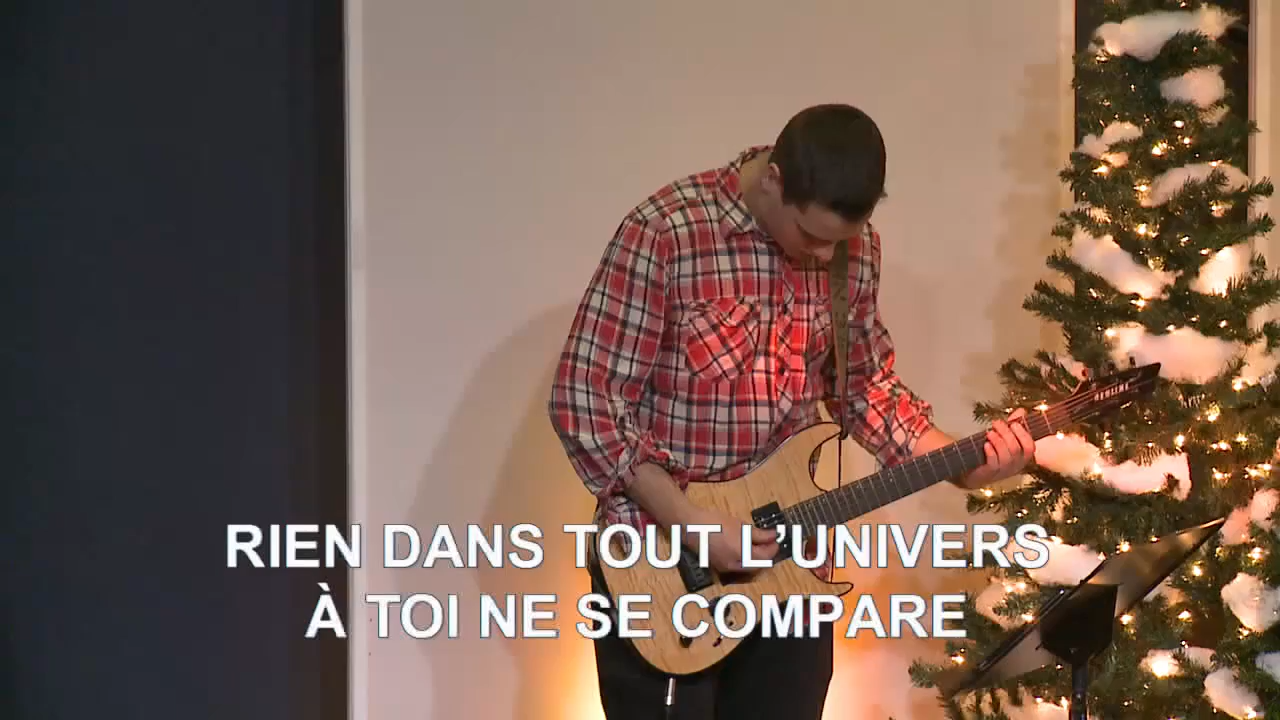 RIEN DANS TOUT L’UNIVERS
À TOI NE SE COMPARE